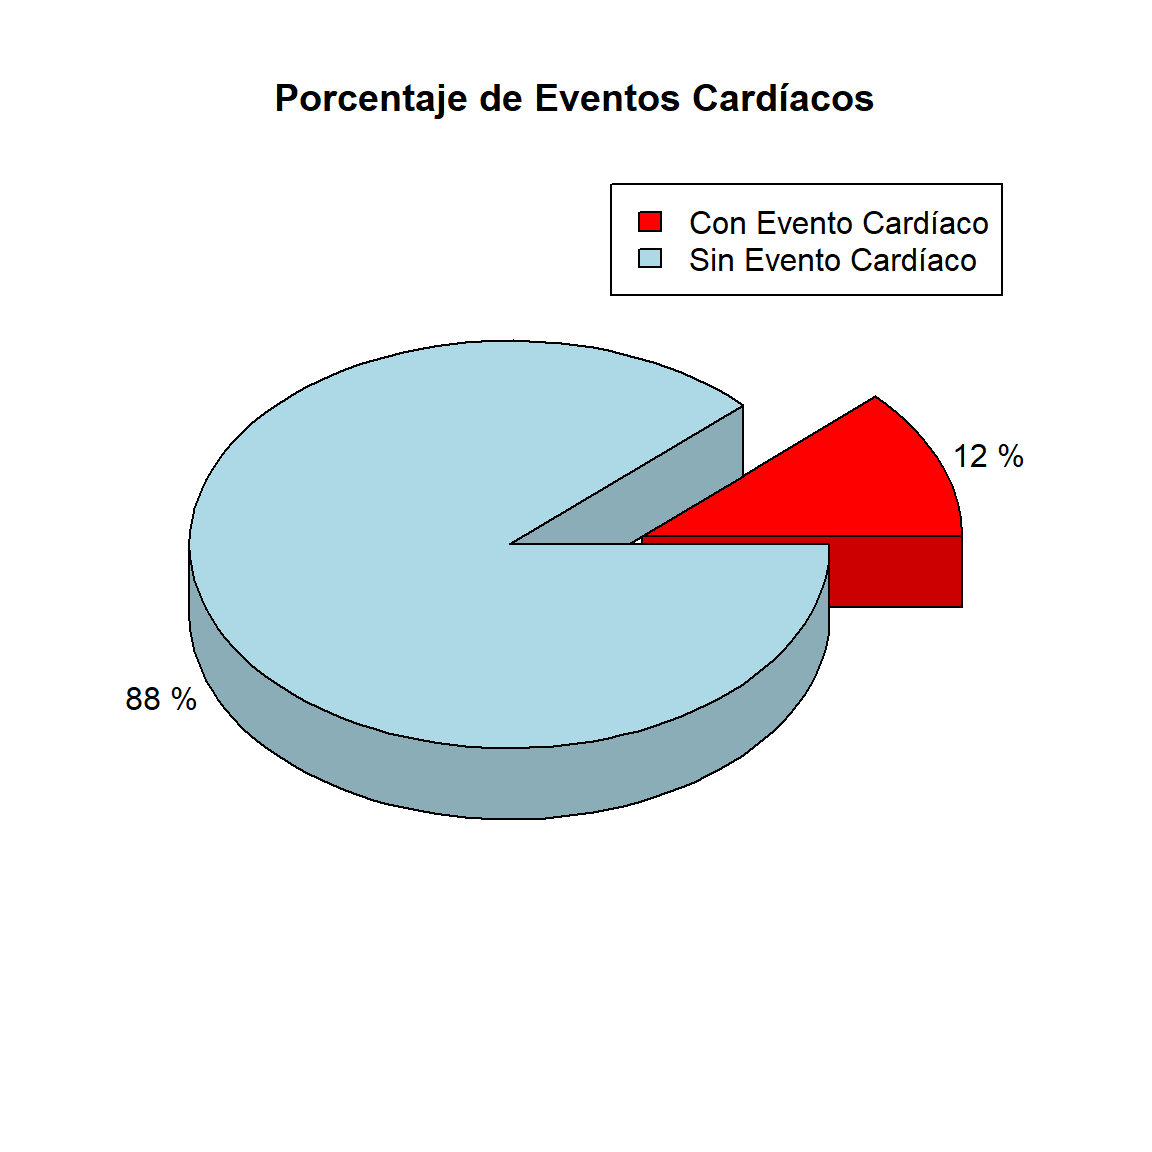 Porcentaje de Eventos Cardíacos
Con Evento Cardíaco
Sin Evento Cardíaco
12 %
88 %